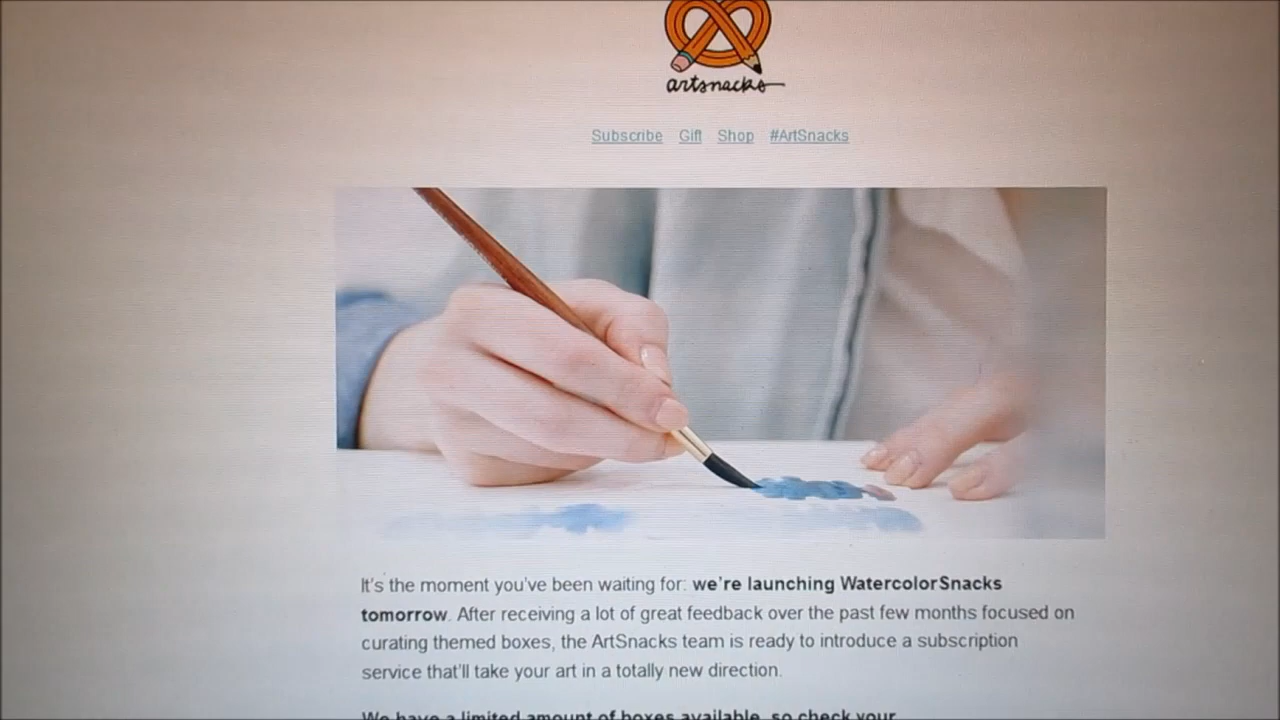 artsnacks
Subscribe Gift Shop #ArtSnacks
It's the moment you've been waiting for: we're launching WatercolorSnacks
tomorrow. After receiving a lot of great feedback over the past few months focused on
curating themed boxes, the ArtSnacks team is ready to introduce a subscription
service that'll take your art in a totally new direction.
We have a limited amount of boxes available, so check your